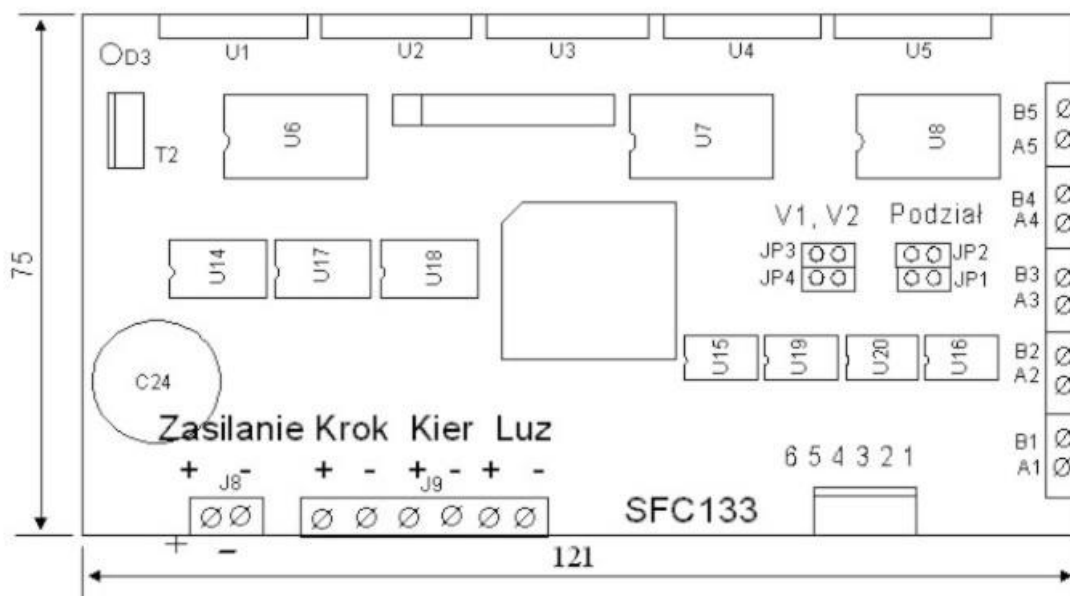 U1 U2 U3 U4 U5
D3
T2
U6 U7 U8
B5
A5
B4
A4
V1, V2 Podział
JP3 JP2
JP4 JP1
U14 U17 U18
75
B3
A3
U15 U19 U20 U16
B2
A2
C24
Zasilanie Krok Kier Luz
+ - + - + - + -
J8 J9
6 5 4 3 2 1
B1
A1
SFC133
+ -
121